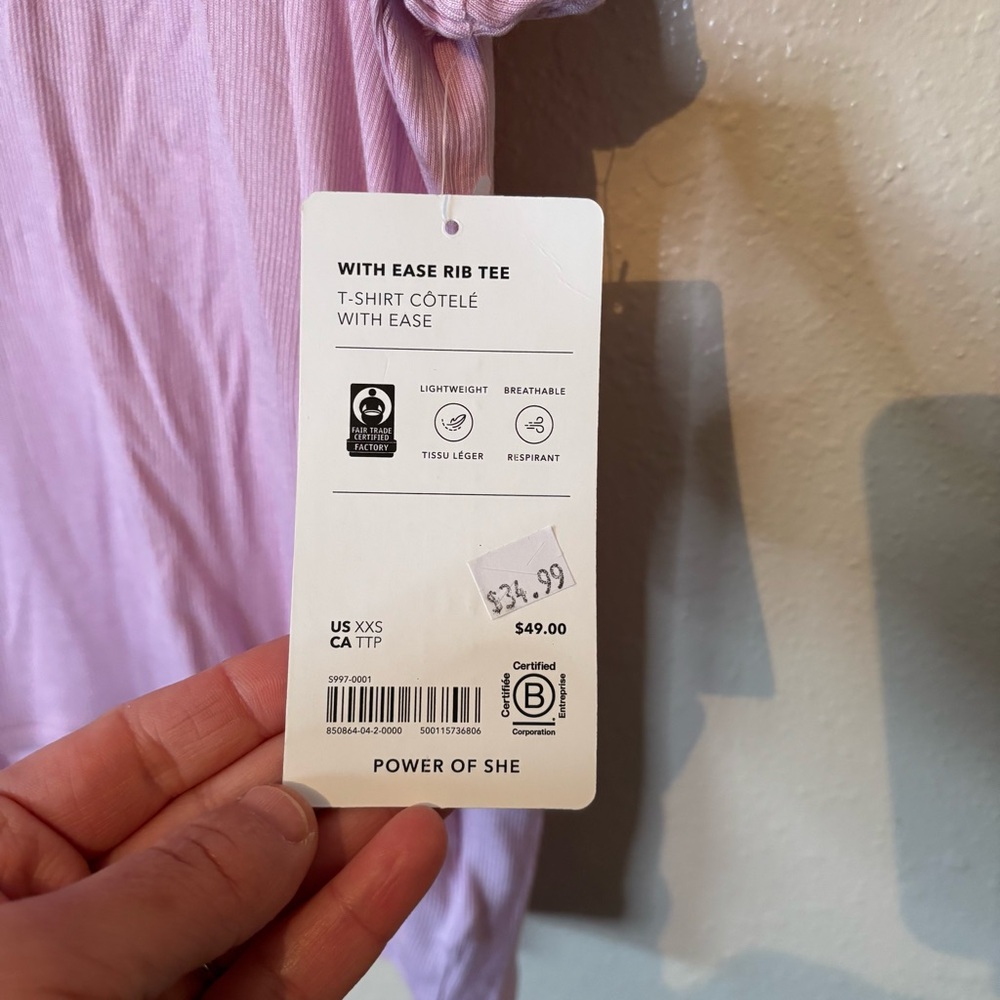 WITH EASE RIB TEE
T-SHIRT CÔTELÉ
WITH EASE
FAIR TRADE
CERTIFIED
FACTORY
LIGHTWEIGHT
TISSU LÉGER
BREATHABLE
RESPIRANT
$34.99
US XXS
CA TTP
$49.00
S997-0001
850864-04-2-0000 500115736806
Certified
Certifiée
B
Entreprise
Corporation
POWER OF SHE